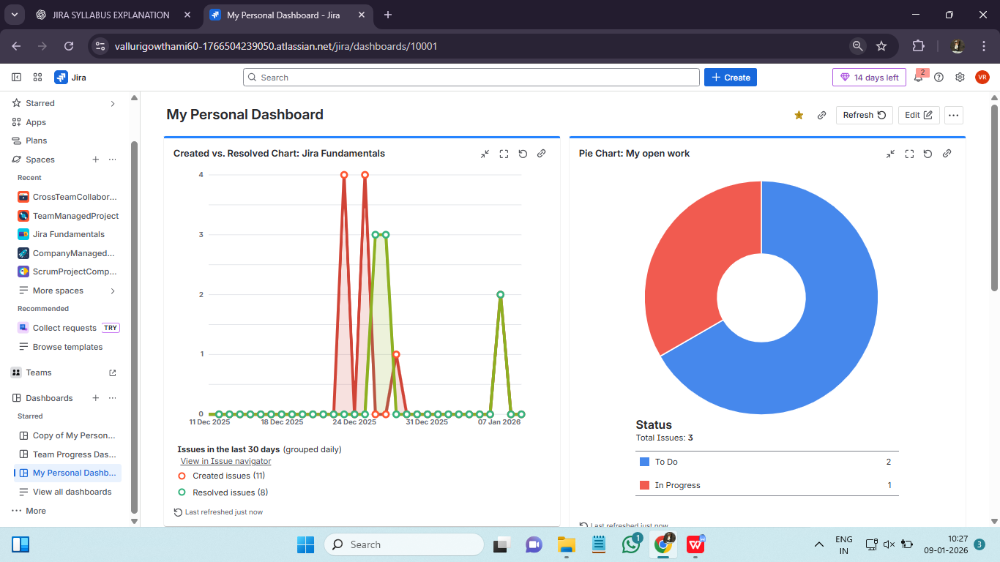 JIRA SYLLABUS EXPLANATION
My Personal Dashboard - Jira
vallurigowthami60-1766504239050.atlassian.net/jira/dashboards/10001
Jira
Search
Create
14 days left
2
VR
Starred
Apps
Plans
Spaces
Recent
CrossTeamCollabor...
TeamManagedProject
Jira Fundamentals
CompanyManaged...
ScrumProjectComp...
More spaces
Recommended
Collect requests TRY
Browse templates
Teams
Dashboards
Starred
Copy of My Person...
Team Progress Das...
My Personal Dashb...
View all dashboards
More
My Personal Dashboard
Refresh
Edit
Created vs. Resolved Chart: Jira Fundamentals
4
3
2
1
0
11 Dec 2025 18 Dec 2025 24 Dec 2025 31 Dec 2025 07 Jan 2026
Issues in the last 30 days (grouped daily)
View in Issue navigator
Created issues (11)
Resolved issues (8)
Last refreshed just now
Pie Chart: My open work
Status
Total Issues: 3
To Do 2
In Progress 1
Last refreshed just now
Search
1
ENG
IN
10:27
09-01-2026
3